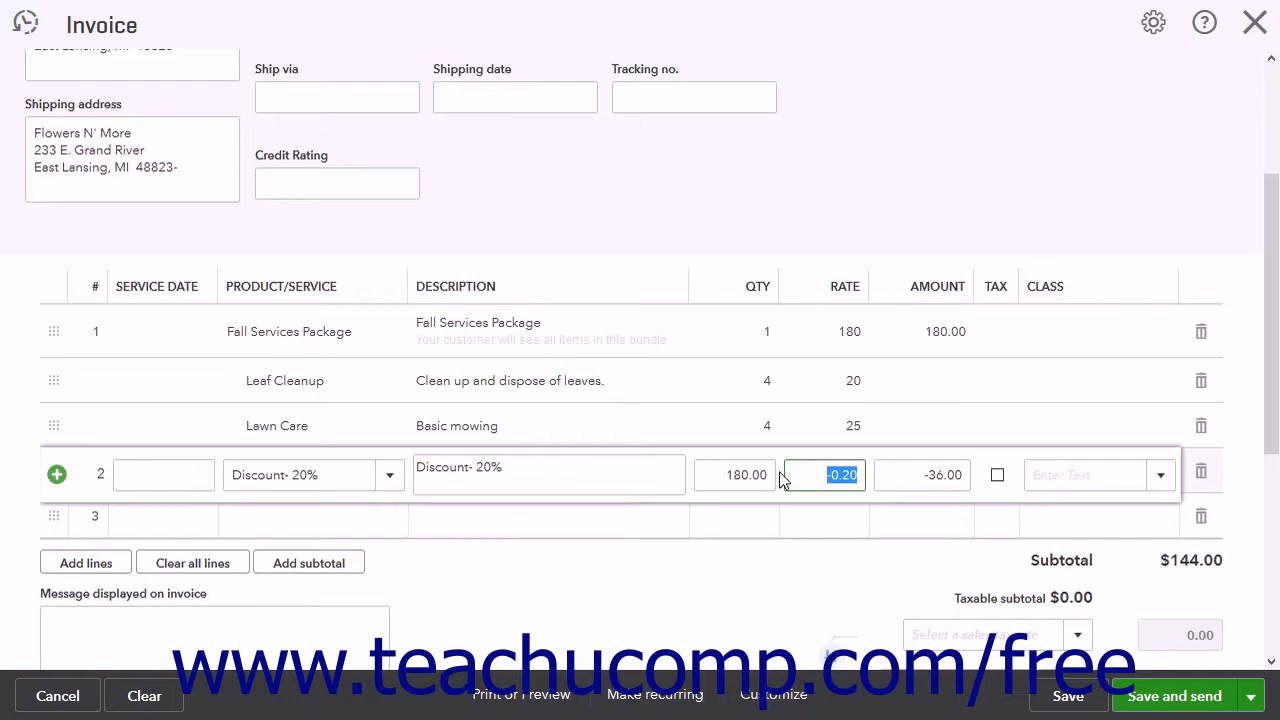 Invoice
Ship via
Shipping date
Tracking no.
Shipping address
Flowers N' More
233 E. Grand River
East Lansing, MI 48823-
Credit Rating
# SERVICE DATE PRODUCT/SERVICE DESCRIPTION QTY RATE AMOUNT TAX CLASS
1 Fall Services Package Fall Services Package 1 180 180.00
Your customer will see all items in this bundle
Leaf Cleanup Clean up and dispose of leaves. 4 20
Lawn Care Basic mowing 4 25
2 Discount- 20% Discount- 20% 180.00 -0.20 -36.00 Enter Text
3
Add lines Clear all lines Add subtotal Subtotal $144.00
Message displayed on invoice Taxable subtotal $0.00
Select a sales tax rate 0.00
www.teachucomp.com/free
Cancel Clear Print or Preview Make recurring Customize Save Save and send